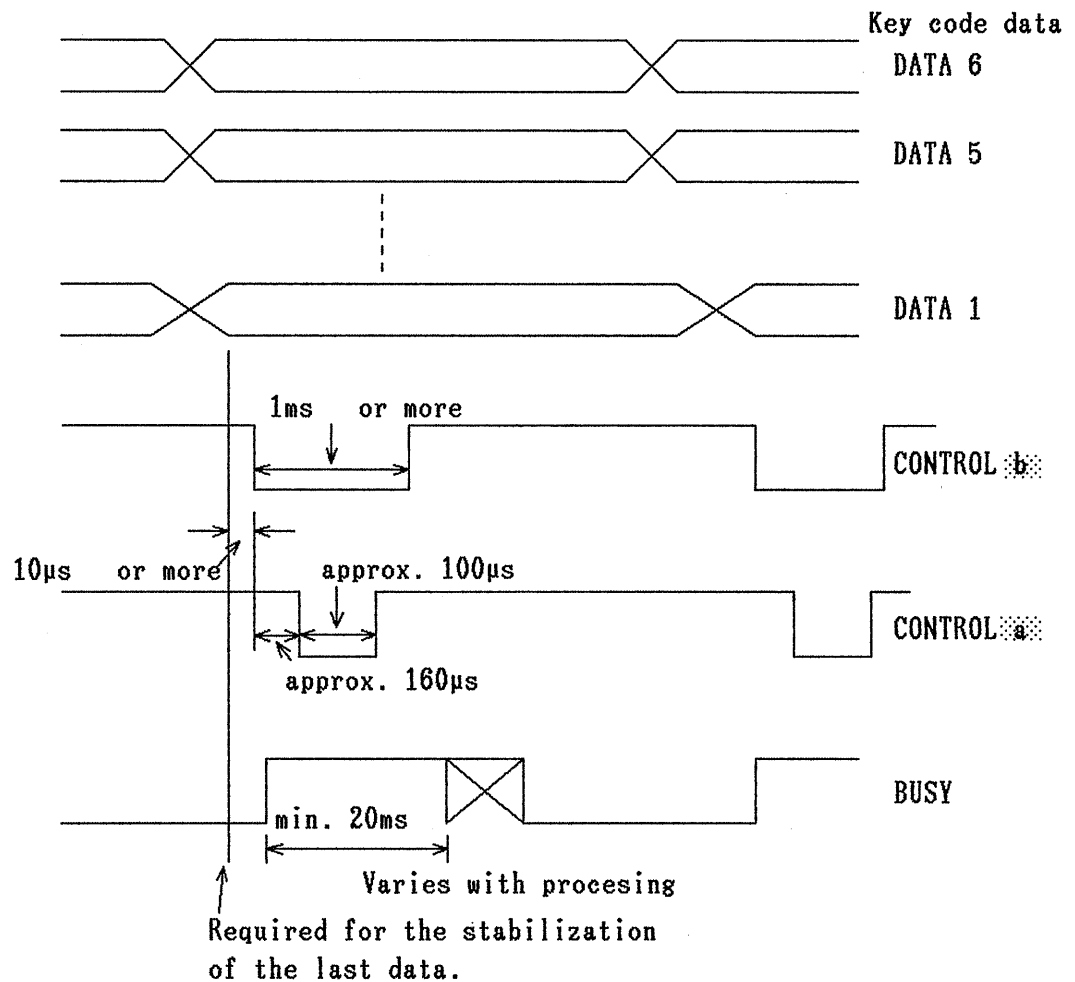 Key code data
DATA 6
DATA 5
DATA 1
1ms or more
CONTROL b
10µs or more
approx. 100µs
CONTROL a
approx. 160µs
BUSY
min. 20ms
Varies with procesing
Required for the stabilization
of the last data.